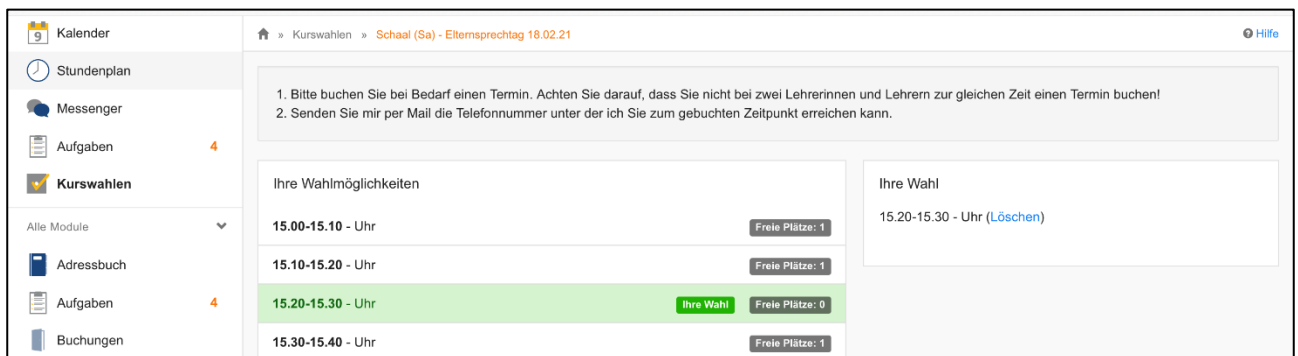 9
Kalender
Stundenplan
Messenger
Aufgaben 4
Kurswahlen
Alle Module
Adressbuch
Aufgaben 4
Buchungen
» Kurswahlen » Schaal (Sa) - Elternsprechtag 18.02.21
? Hilfe
1. Bitte buchen Sie bei Bedarf einen Termin. Achten Sie darauf, dass Sie nicht bei zwei Lehrerinnen und Lehrern zur gleichen Zeit einen Termin buchen!
2. Senden Sie mir per Mail die Telefonnummer unter der ich Sie zum gebuchten Zeitpunkt erreichen kann.
Ihre Wahlmöglichkeiten
15.00-15.10 - Uhr Freie Plätze: 1
15.10-15.20 - Uhr Freie Plätze: 1
15.20-15.30 - Uhr Ihre Wahl Freie Plätze: 0
15.30-15.40 - Uhr Freie Plätze: 1
Ihre Wahl
15.20-15.30 - Uhr (Löschen)